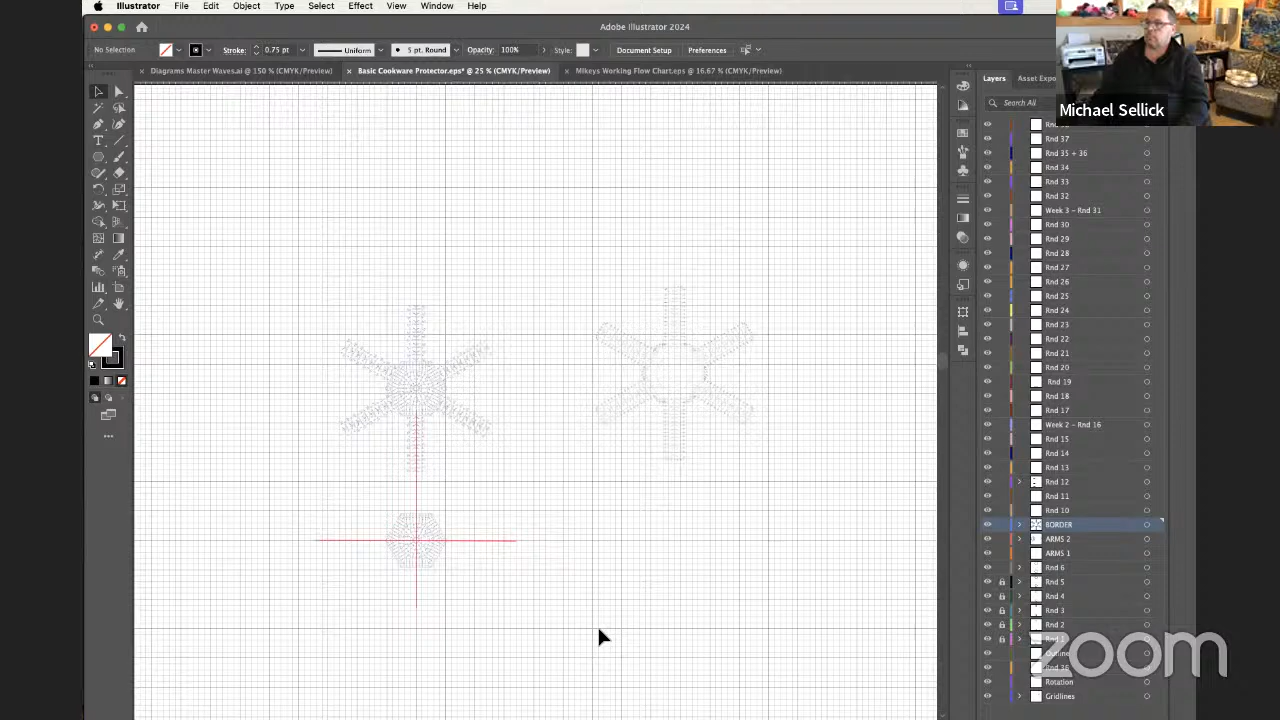 Illustrator File Edit Object Type Select Effect View Window Help
Adobe Illustrator 2024
No Selection Stroke: 0.75 pt Uniform 5 pt. Round Opacity: 100% Style: Document Setup Preferences
Diagrams Master Waves.ai @ 150 % (CMYK/Preview) Basic Cookware Protector.eps* @ 25 % (CMYK/Preview) Mikeys Working Flow Chart.eps @ 16.67 % (CMYK/Preview)
Michael Sellick
Layers Asset Expo
Search All
Rnd 37
Rnd 35 + 36
Rnd 34
Rnd 33
Rnd 32
Week 3 - Rnd 31
Rnd 30
Rnd 29
Rnd 28
Rnd 27
Rnd 26
Rnd 25
Rnd 24
Rnd 23
Rnd 22
Rnd 21
Rnd 20
Rnd 19
Rnd 18
Rnd 17
Week 2 - Rnd 16
Rnd 15
Rnd 14
Rnd 13
Rnd 12
Rnd 11
Rnd 10
BORDER
ARMS 2
ARMS 1
Rnd 6
Rnd 5
Rnd 4
Rnd 3
Rnd 2
Rnd 1
Outline
Rnd 38
Rotation
Gridlines
zoom